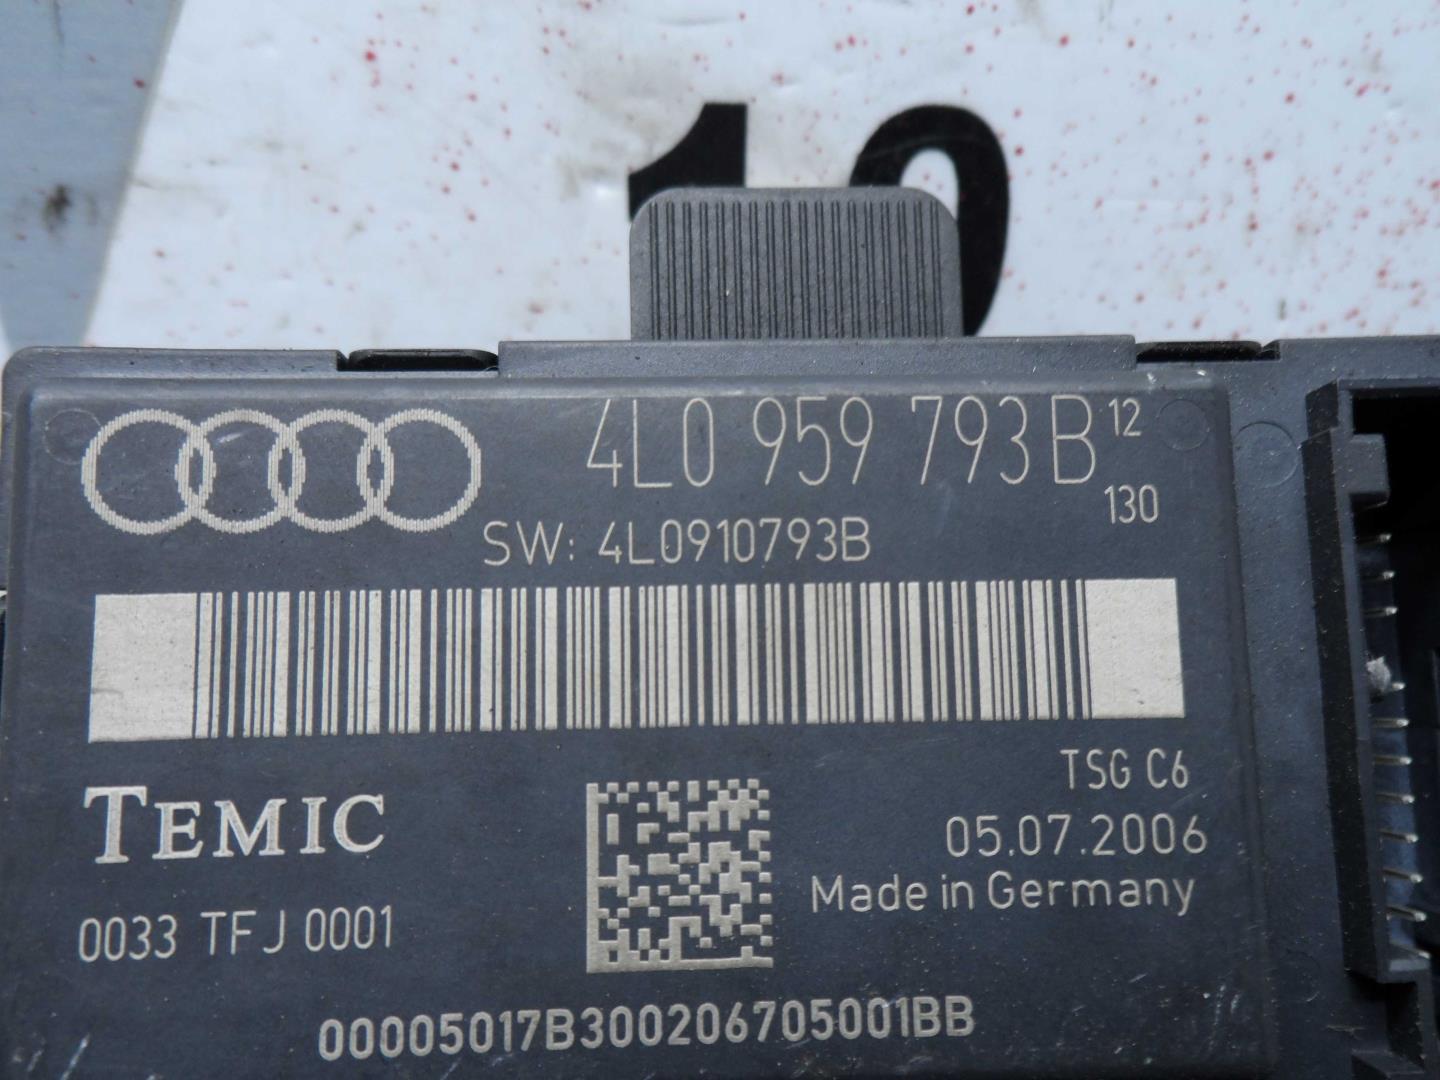 10
4L0 959 793 B 12
130
SW: 4L0910793B
TSG C6
TEMIC
05.07.2006
Made in Germany
0033 TFJ 0001
00005017B300206705001BB